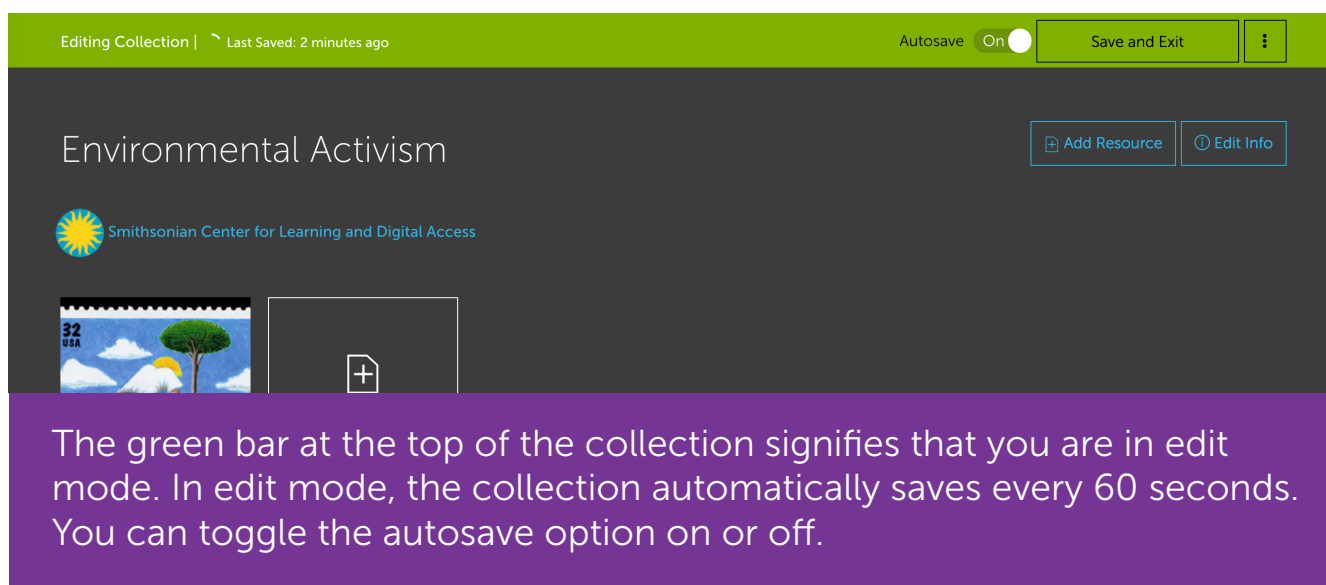 Editing Collection | Last Saved: 2 minutes ago
Autosave On Save and Exit
Environmental Activism
Add Resource Edit Info
Smithsonian Center for Learning and Digital Access
32
USA
The green bar at the top of the collection signifies that you are in edit
mode. In edit mode, the collection automatically saves every 60 seconds.
You can toggle the autosave option on or off.